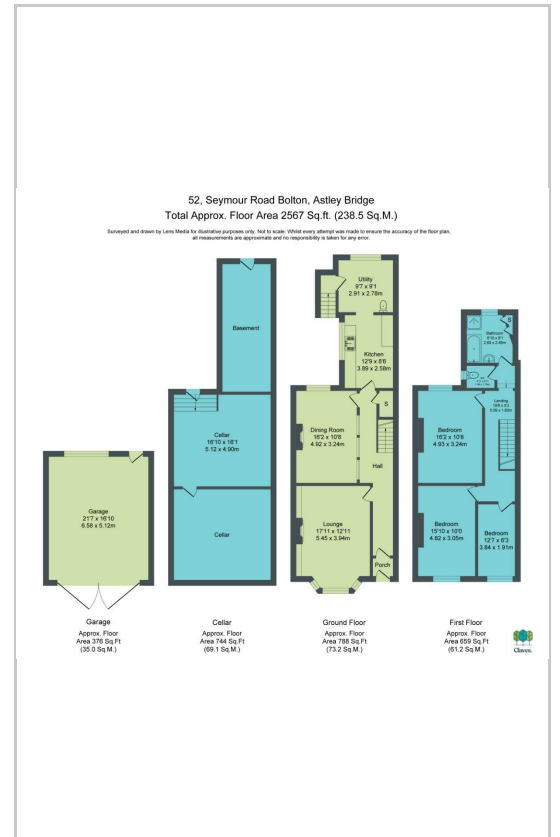 52, Seymour Road Bolton, Astley Bridge
Total Approx. Floor Area 2567 Sq.ft. (238.5 Sq.M.)
Surveyed and drawn by Lens Media for illustrative purposes only. Not to scale. Whilst every attempt was made to ensure the accuracy of the floor plan,
all measurements are approximate and no responsibility is taken for any error.
Utility
9'7 x 9'1
2.91 x 2.78m
Basement
Kitchen
12'9 x 8'6
3.89 x 2.58m
Bathroom
S
S
Landing
Cellar
16'10 x 16'1
5.12 x 4.90m
Dining Room
16'2 x 10'8
4.92 x 3.24m
Hall
Bedroom
16'2 x 10'8
4.93 x 3.24m
Garage
21'7 x 16'10
6.58 x 5.12m
Cellar
Lounge
17'11 x 12'11
5.45 x 3.94m
Porch
Bedroom
15'10 x 10'0
4.82 x 3.05m
Bedroom
12'7 x 6'3
3.84 x 1.91m
Garage
Approx. Floor
Area 376 Sq.Ft
(35.0 Sq.M.)
Cellar
Approx. Floor
Area 744 Sq.Ft
(69.1 Sq.M.)
Ground Floor
Approx. Floor
Area 788 Sq.Ft
(73.2 Sq.M.)
First Floor
Approx. Floor
Area 659 Sq.Ft
(61.2 Sq.M.)
Claves.